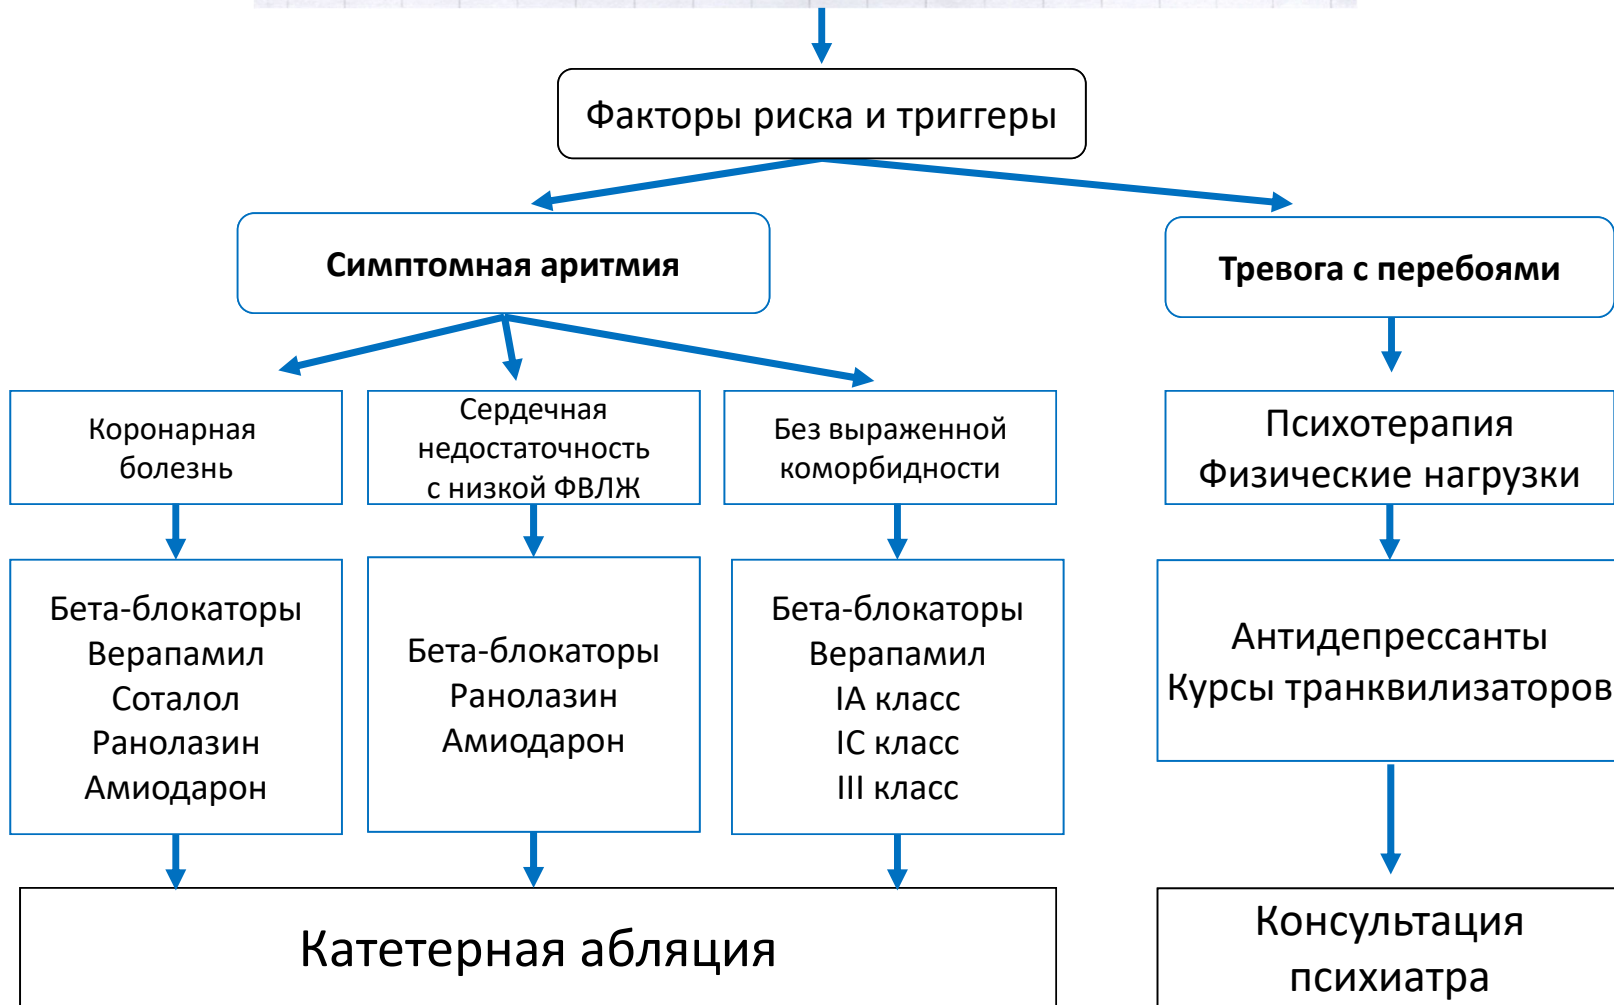 Факторы риска и триггеры
Симптомная аритмия
Тревога с перебоями
Коронарная
болезнь
Сердечная
недостаточность
с низкой ФВЛЖ
Без выраженной
коморбидности
Психотерапия
Физические нагрузки
Бета-блокаторы
Верапамил
Соталол
Ранолазин
Амиодарон
Бета-блокаторы
Ранолазин
Амиодарон
Бета-блокаторы
Верапамил
IA класс
IC класс
III класс
Антидепрессанты
Курсы транквилизаторов
Катетерная абляция
Консультация
психиатра